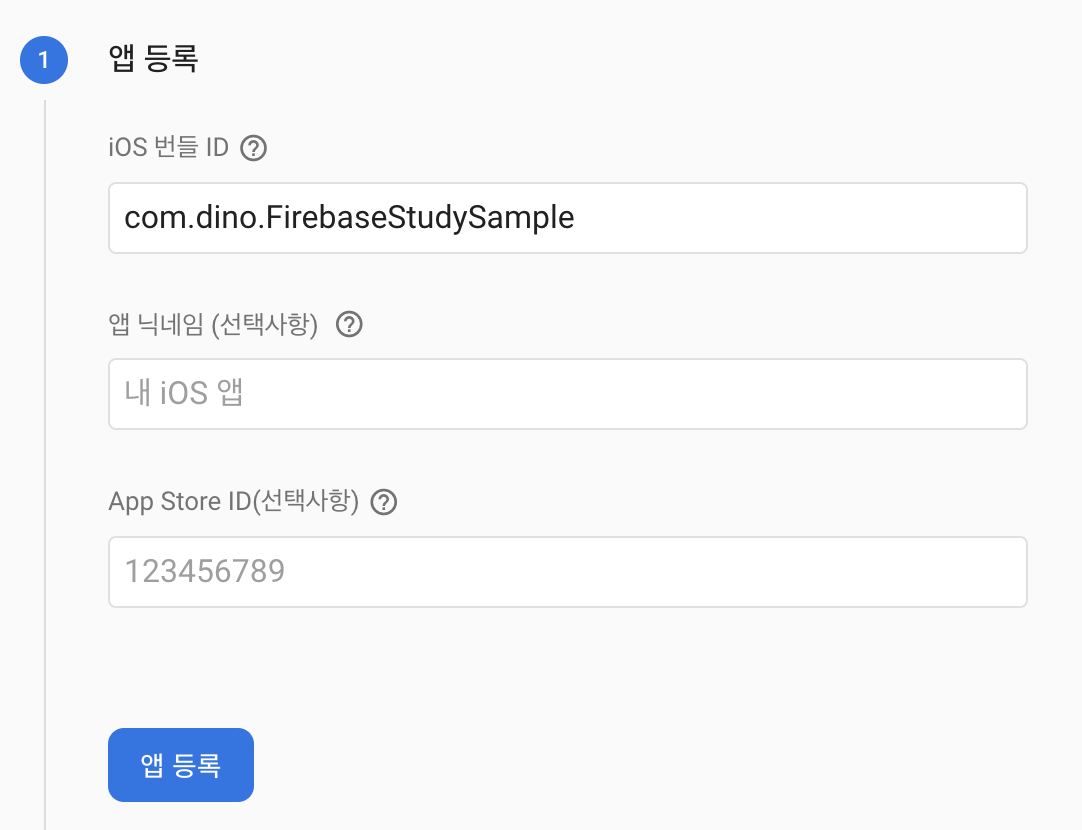 1
앱 등록
iOS 번들 ID ?
com.dino.FirebaseStudySample
앱 닉네임 (선택사항) ?
내 iOS 앱
App Store ID(선택사항) ?
123456789
앱 등록